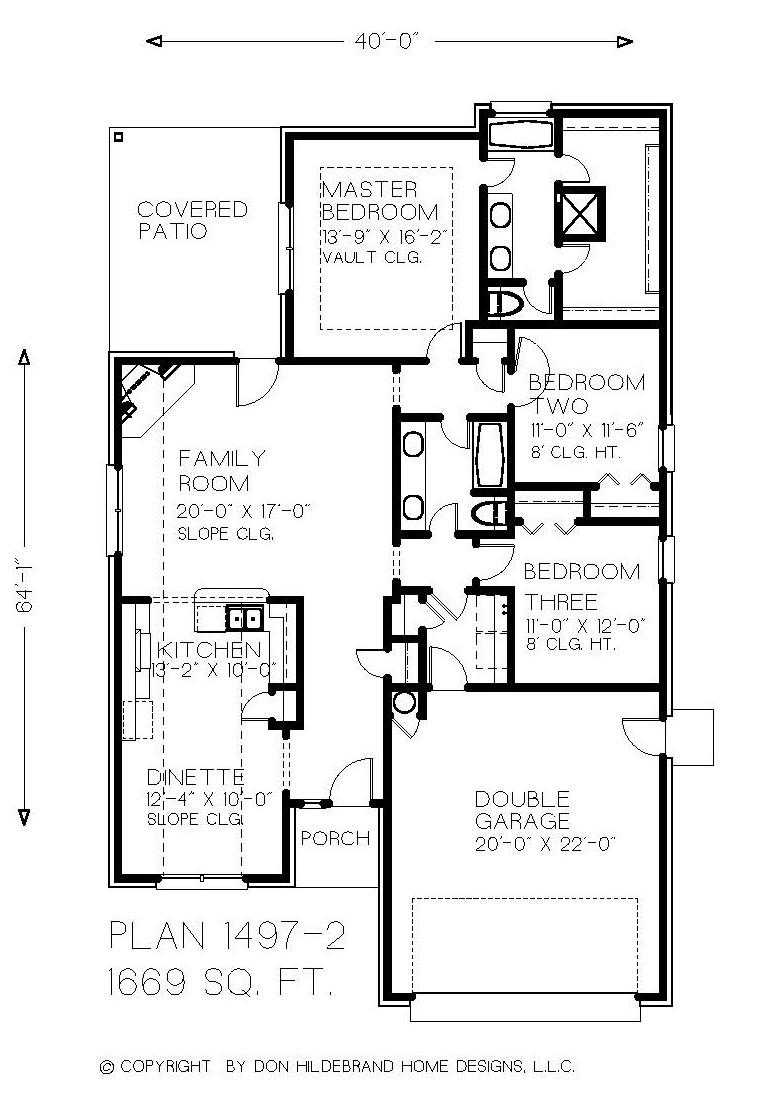 40'-0"
COVERED
PATIO
MASTER
BEDROOM
13'-9" X 16'-2"
VAULT CLG.
BEDROOM
TWO
11'-0" X 11'-6"
8' CLG. HT.
FAMILY
ROOM
20'-0" X 17'-0"
SLOPE CLG.
64'-1"
BEDROOM
THREE
11'-0" X 12'-0"
8' CLG. HT.
KITCHEN
13'-2" X 10'-0"
DINETTE
12'-4" X 10'-0"
SLOPE CLG.
PORCH
DOUBLE
GARAGE
20'-0" X 22'-0"
PLAN 1497-2
1669 SQ. FT.
© COPYRIGHT BY DON HILDEBRAND HOME DESIGNS, L.L.C.